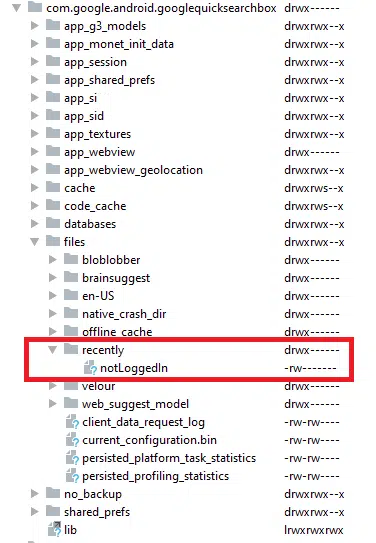 com.google.android.googlequicksearchbox drwx------
app_g3_models drwxrwx--x
app_monet_init_data drwxrwx--x
app_session drwxrwx--x
app_shared_prefs drwxrwx--x
app_si drwxrwx--x
app_sid drwxrwx--x
app_textures drwxrwx--x
app_webview drwx------
app_webview_geolocation drwxrwx--x
cache drwxrws--x
code_cache drwxrws--x
databases drwxrwx--x
files drwxrwx--x
bloblobber drwx------
brainsuggest drwx------
en-US drwx------
native_crash_dir drwx------
offline_cache drwx------
recently drwx------
notLoggedIn -rw-------
velour drwx------
web_suggest_model drwx------
client_data_request_log -rw-rw----
current_configuration.bin -rw-rw----
persisted_platform_task_statistics -rw-rw----
persisted_profiling_statistics -rw-rw----
no_backup drwxrwx--x
shared_prefs drwxrwx--x
lib lrwxrwxrwx